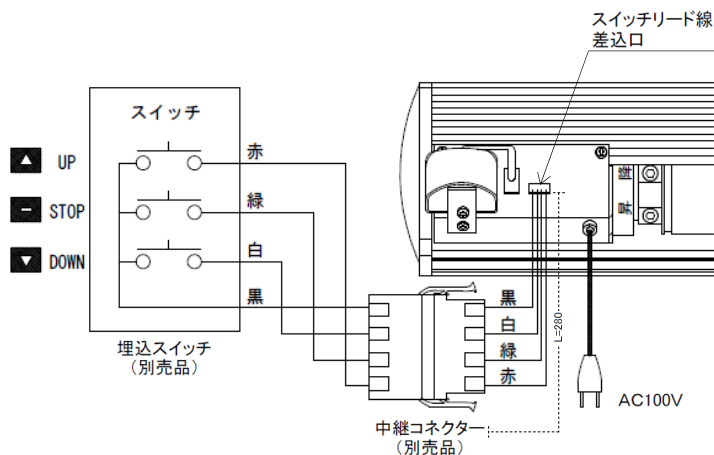 スイッチリード線
差込口
スイッチ
UP
STOP
DOWN
赤
緑
白
黒
埋込スイッチ
（別売品）
黒
白
緑
赤
中継コネクター
（別売品）
L=280
降
昇
AC100V